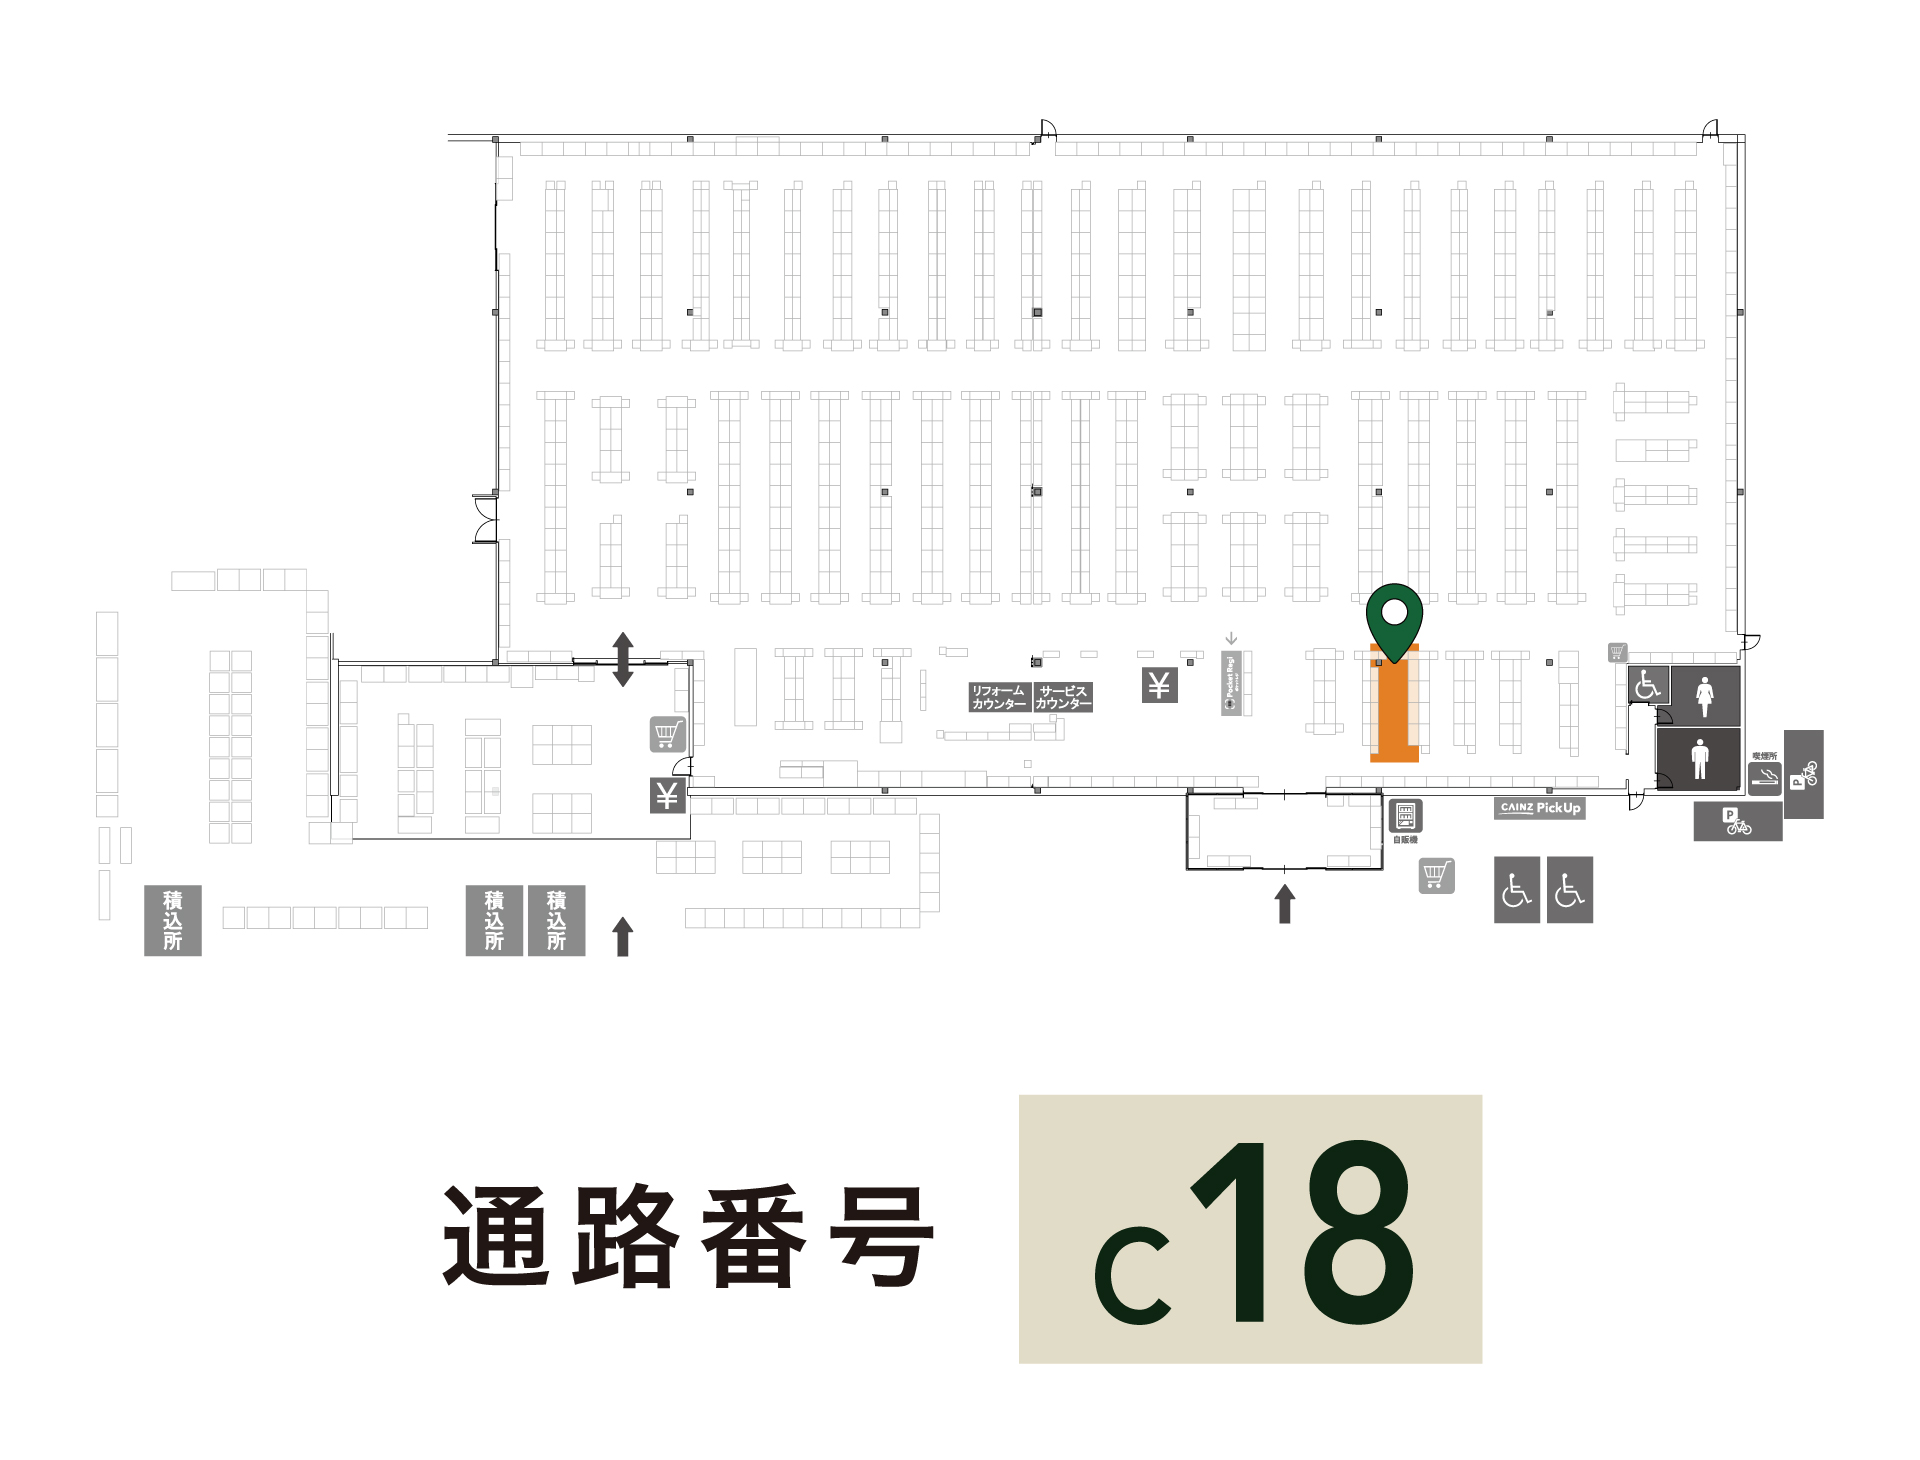 リフォーム
カウンター
サービス
カウンター
¥
Pocket Regi
¥
喫煙所
P
P
CAINZ PickUp
自販機
積込所
積込所
積込所
通路番号
c18